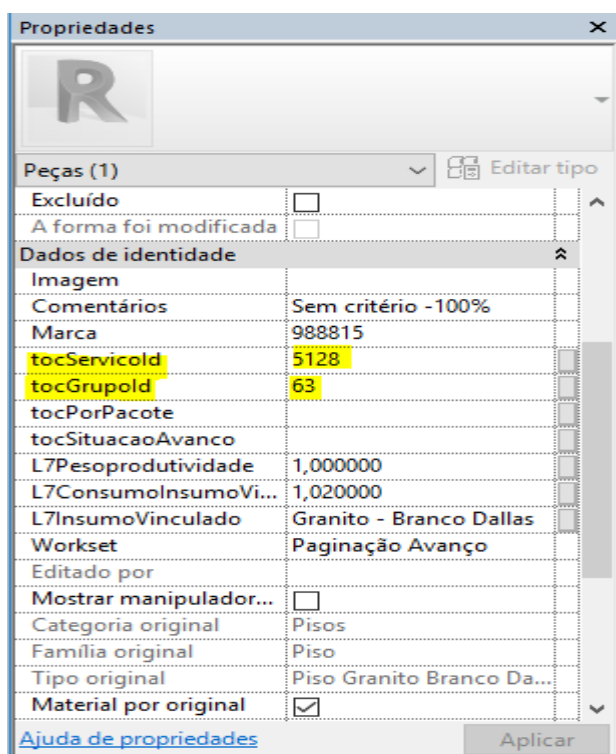 Propriedades
Peças (1) Editar tipo
Excluído
A forma foi modificada
Dados de identidade
Imagem
Comentários Sem critério -100%
Marca 988815
tocServicoId 5128
tocGrupoId 63
tocPorPacote
tocSituacaoAvanco
L7Pesoprodutividade 1,000000
L7ConsumoInsumoVi... 1,020000
L7InsumoVinculado Granito - Branco Dallas
Workset Paginação Avanço
Editado por
Mostrar manipulador...
Categoria original Pisos
Família original Piso
Tipo original Piso Granito Branco Da...
Material por original
Ajuda de propriedades Aplicar